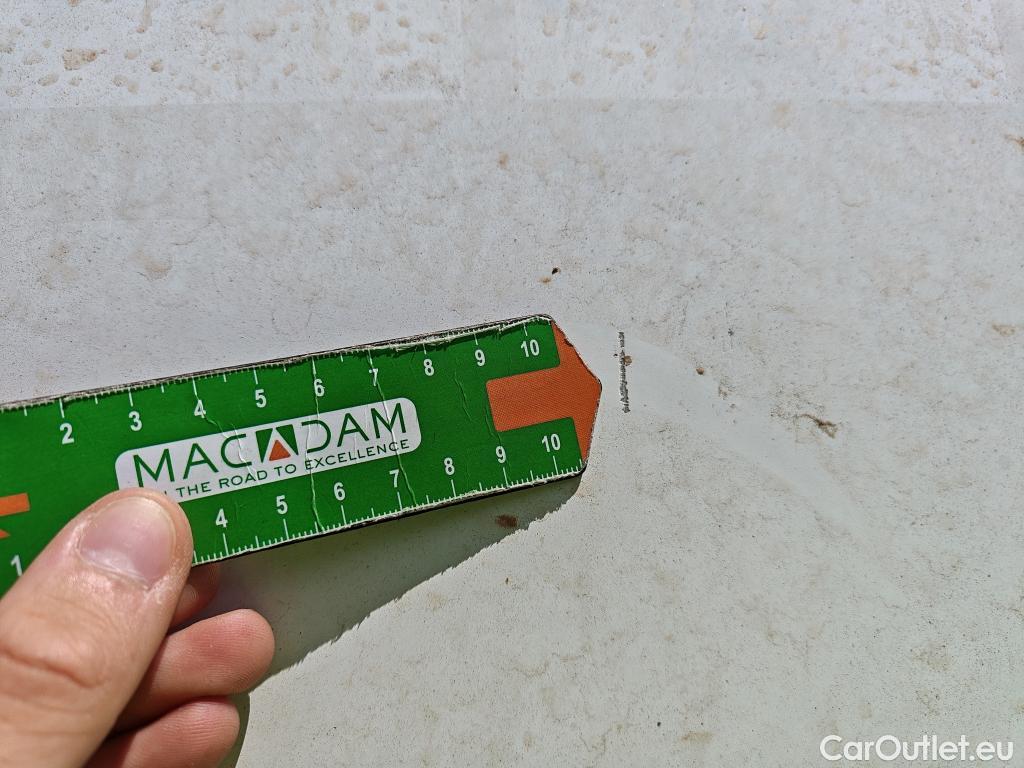 2 3 4 5 6 7 8 9 10
MACADAM
THE ROAD TO EXCELLENCE
1 4 5 6 7 8 9 10
CarOutlet.eu